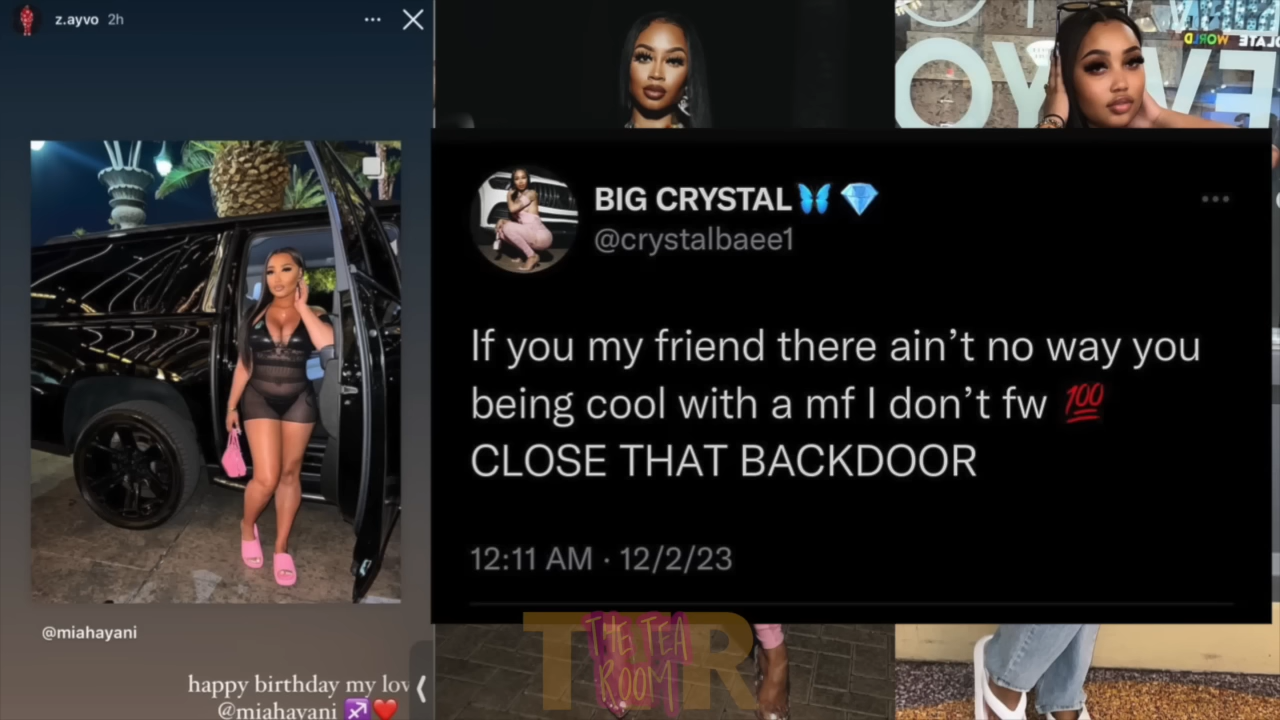 z.ayvo 2h
@miahayani
happy birthday my lov
@miahayani ♐❤️
BIG CRYSTAL🦋💎
@crystalbaee1
If you my friend there ain’t no way you
being cool with a mf I don’t fw 💯
CLOSE THAT BACKDOOR
12:11 AM · 12/2/23
THE TEA
ROOM
WORLD